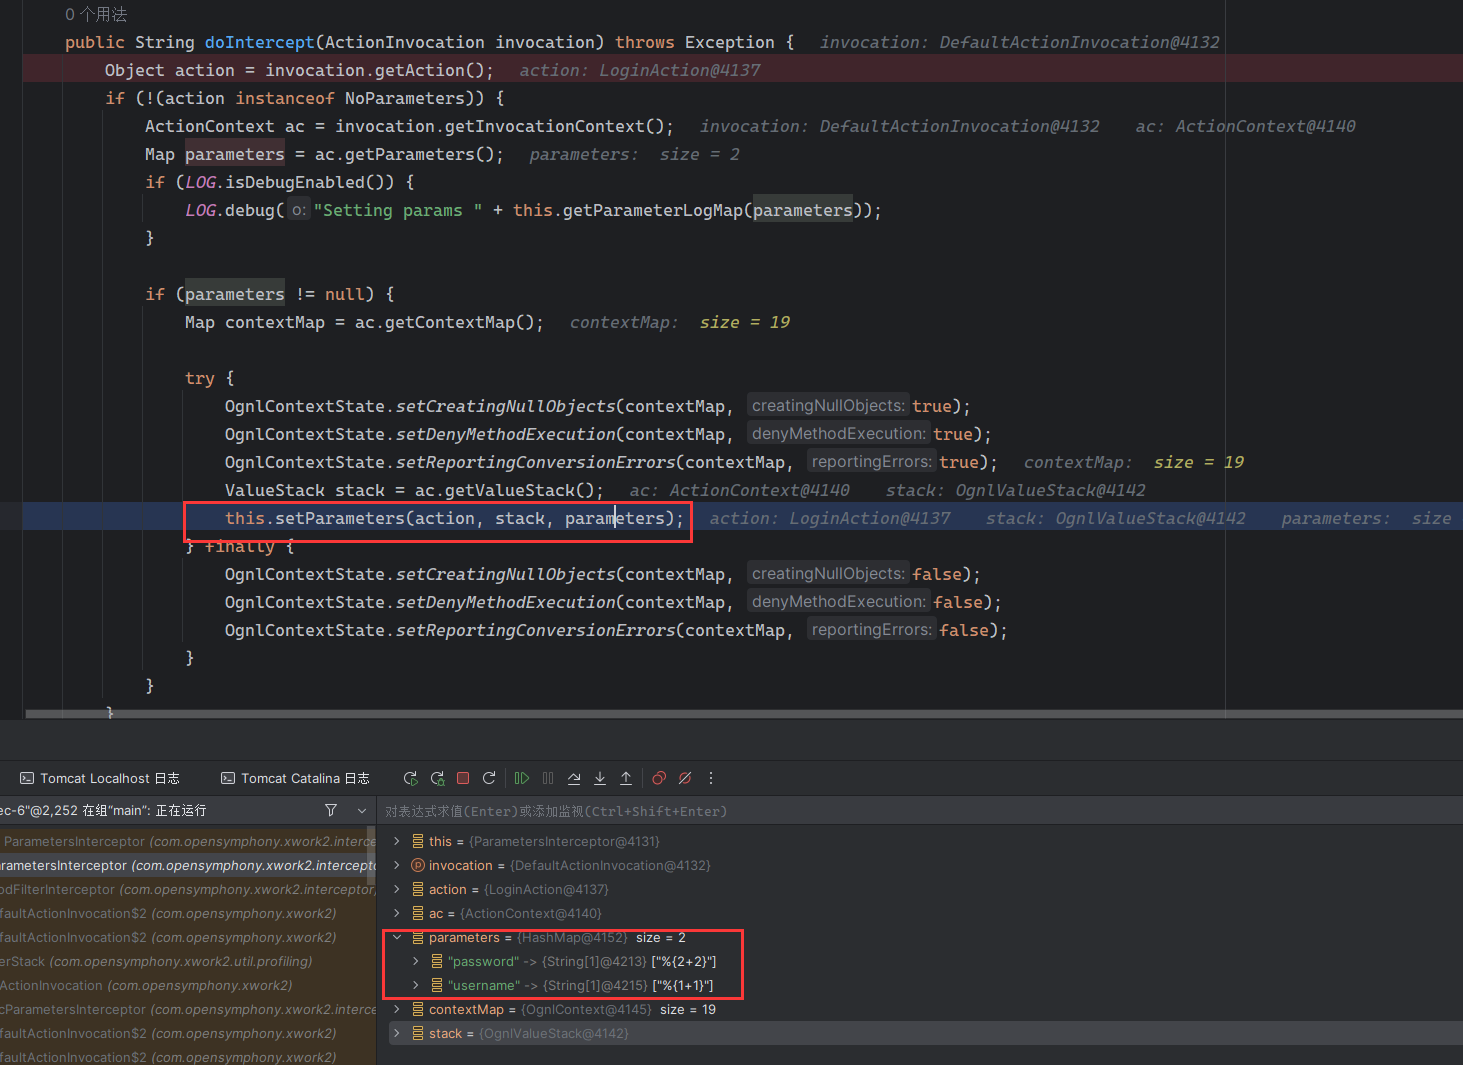 0 个用法
public String doIntercept(ActionInvocation invocation) throws Exception {   invocation: DefaultActionInvocation@4132
Object action = invocation.getAction();   action: LoginAction@4137
if (!(action instanceof NoParameters)) {
ActionContext ac = invocation.getInvocationContext();   invocation: DefaultActionInvocation@4132   ac: ActionContext@4140
Map parameters = ac.getParameters();   parameters:  size = 2
if (LOG.isDebugEnabled()) {
LOG.debug( o: "Setting params " + this.getParameterLogMap(parameters));
}
if (parameters != null) {
Map contextMap = ac.getContextMap();   contextMap:  size = 19
try {
OgnlContextState.setCreatingNullObjects(contextMap,  creatingNullObjects: true);
OgnlContextState.setDenyMethodExecution(contextMap,  denyMethodExecution: true);
OgnlContextState.setReportingConversionErrors(contextMap,  reportingErrors: true);   contextMap:  size = 19
ValueStack stack = ac.getValueStack();   ac: ActionContext@4140   stack: OgnlValueStack@4142
this.setParameters(action, stack, parameters);   action: LoginAction@4137   stack: OgnlValueStack@4142   parameters:  size
} finally {
OgnlContextState.setCreatingNullObjects(contextMap,  creatingNullObjects: false);
OgnlContextState.setDenyMethodExecution(contextMap,  denyMethodExecution: false);
OgnlContextState.setReportingConversionErrors(contextMap,  reportingErrors: false);
}
}
}
Tomcat Localhost 日志   Tomcat Catalina 日志
ec-6"@2,252 在组"main": 正在运行
对表达式求值(Enter)或添加监视(Ctrl+Shift+Enter)
ParametersInterceptor (com.opensymphony.xwork2.interce
arametersInterceptor (com.opensymphony.xwork2.intercepto
odFilterInterceptor (com.opensymphony.xwork2.interceptor)
efaultActionInvocation$2 (com.opensymphony.xwork2)
efaultActionInvocation$2 (com.opensymphony.xwork2)
erStack (com.opensymphony.xwork2.util.profiling)
ActionInvocation (com.opensymphony.xwork2)
cParametersInterceptor (com.opensymphony.xwork2.interce
efaultActionInvocation$2 (com.opensymphony.xwork2)
efaultActionInvocation$2 (com.opensymphony.xwork2)
this = {ParametersInterceptor@4131}
p invocation = {DefaultActionInvocation@4132}
action = {LoginAction@4137}
ac = {ActionContext@4140}
parameters = {HashMap@4152}  size = 2
"password" -> {String[1]@4213} ["%{2+2}"]
"username" -> {String[1]@4215} ["%{1+1}"]
contextMap = {OgnlContext@4145}  size = 19
stack = {OgnlValueStack@4142}